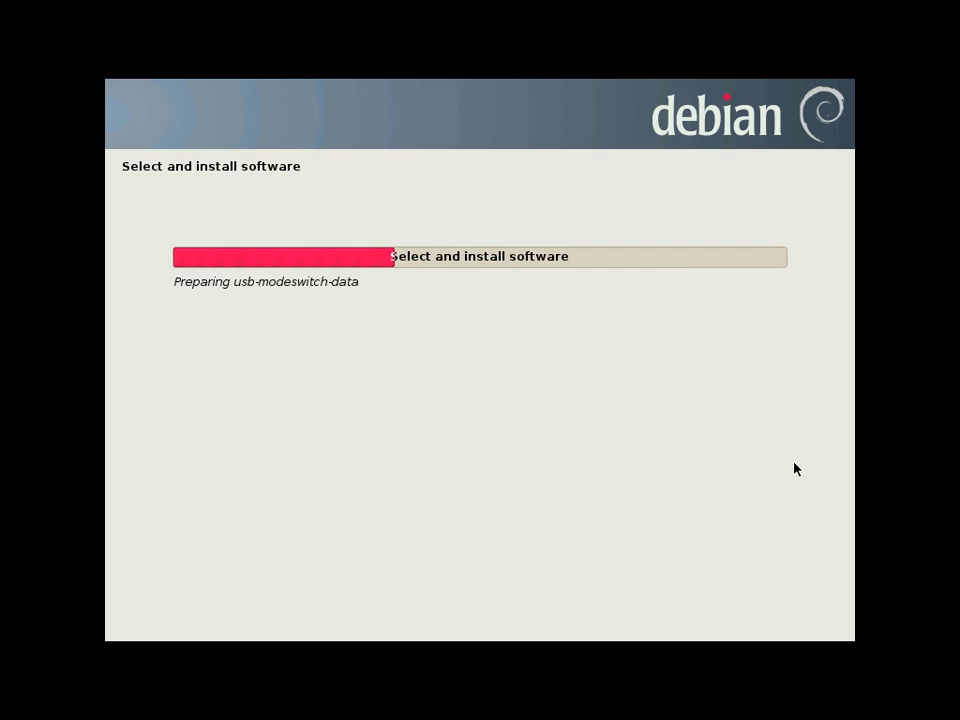 debian
Select and install software
Select and install software
Preparing usb-modeswitch-data